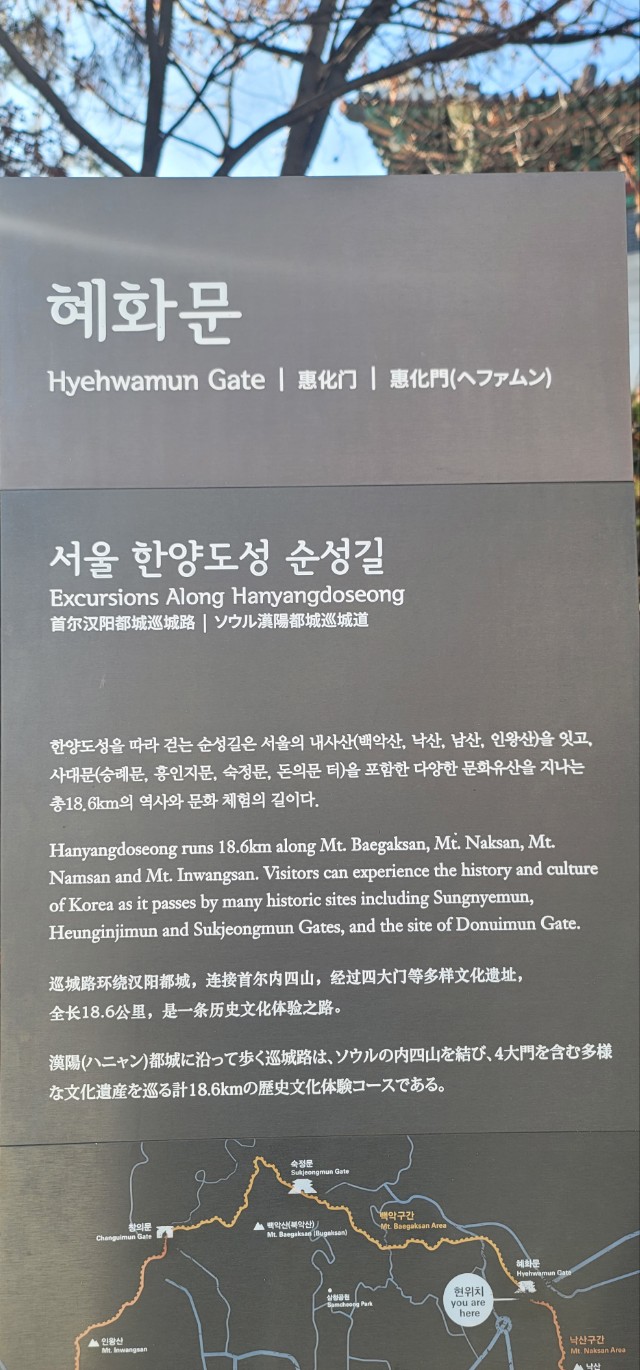 혜화문
Hyehwamun Gate | 惠化门 | 惠化門(ヘファムン)
서울 한양도성 순성길
Excursions Along Hanyangdoseong
首尔汉阳都城巡城路 | ソウル漢陽都城巡城道
한양도성을 따라 걷는 순성길은 서울의 내사산(백악산, 낙산, 남산, 인왕산)을 잇고,
사대문(숭례문, 흥인지문, 숙정문, 돈의문 터)을 포함한 다양한 문화유산을 지나는
총18.6km의 역사와 문화 체험의 길이다.
Hanyangdoseong runs 18.6km along Mt. Baegaksan, Mt. Naksan, Mt.
Namsan and Mt. Inwangsan. Visitors can experience the history and culture
of Korea as it passes by many historic sites including Sungnyemun,
Heunginjimun and Sukjeongmun Gates, and the site of Donuimun Gate.
巡城路环绕汉阳都城，连接首尔内四山，经过四大门等多样文化遗址，
全长18.6公里，是一条历史文化体验之路。
漢陽(ハニャン)都城に沿って歩く巡城路は、ソウルの内四山を結び、4大門を含む多様
な文化遺産を巡る計18.6kmの歴史文化体験コースである。
숙정문
Sukjeongmun Gate
백악구간
Mt. Baegaksan Area
창의문
Changuimun Gate
백악산(북악산)
Mt. Baegaksan (Bugaksan)
혜화문
Hyehwamun Gate
현위치
you are
here
삼청공원
Samcheong Park
인왕산
Mt. Inwangsan
낙산구간
Mt. Naksan Area
낙산